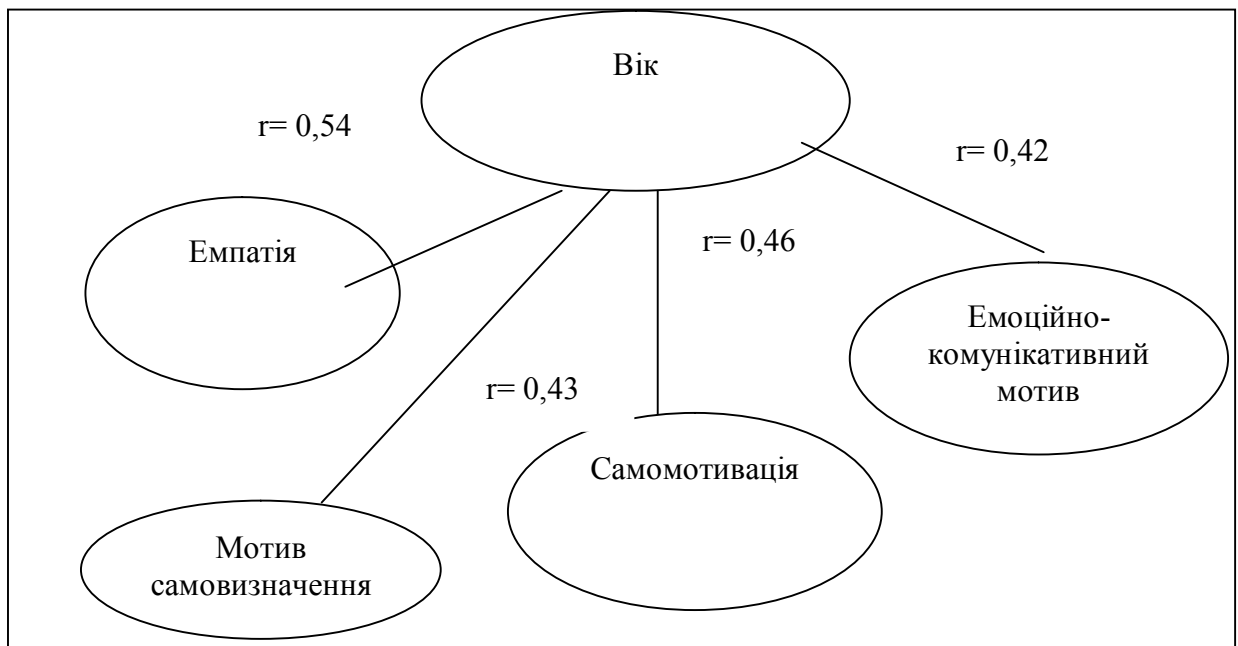 Вік
r= 0,54
r= 0,42
r= 0,46
Емпатія
Емоційно-
комунікативний
мотив
r= 0,43
Самомотивація
Мотив
самовизначення